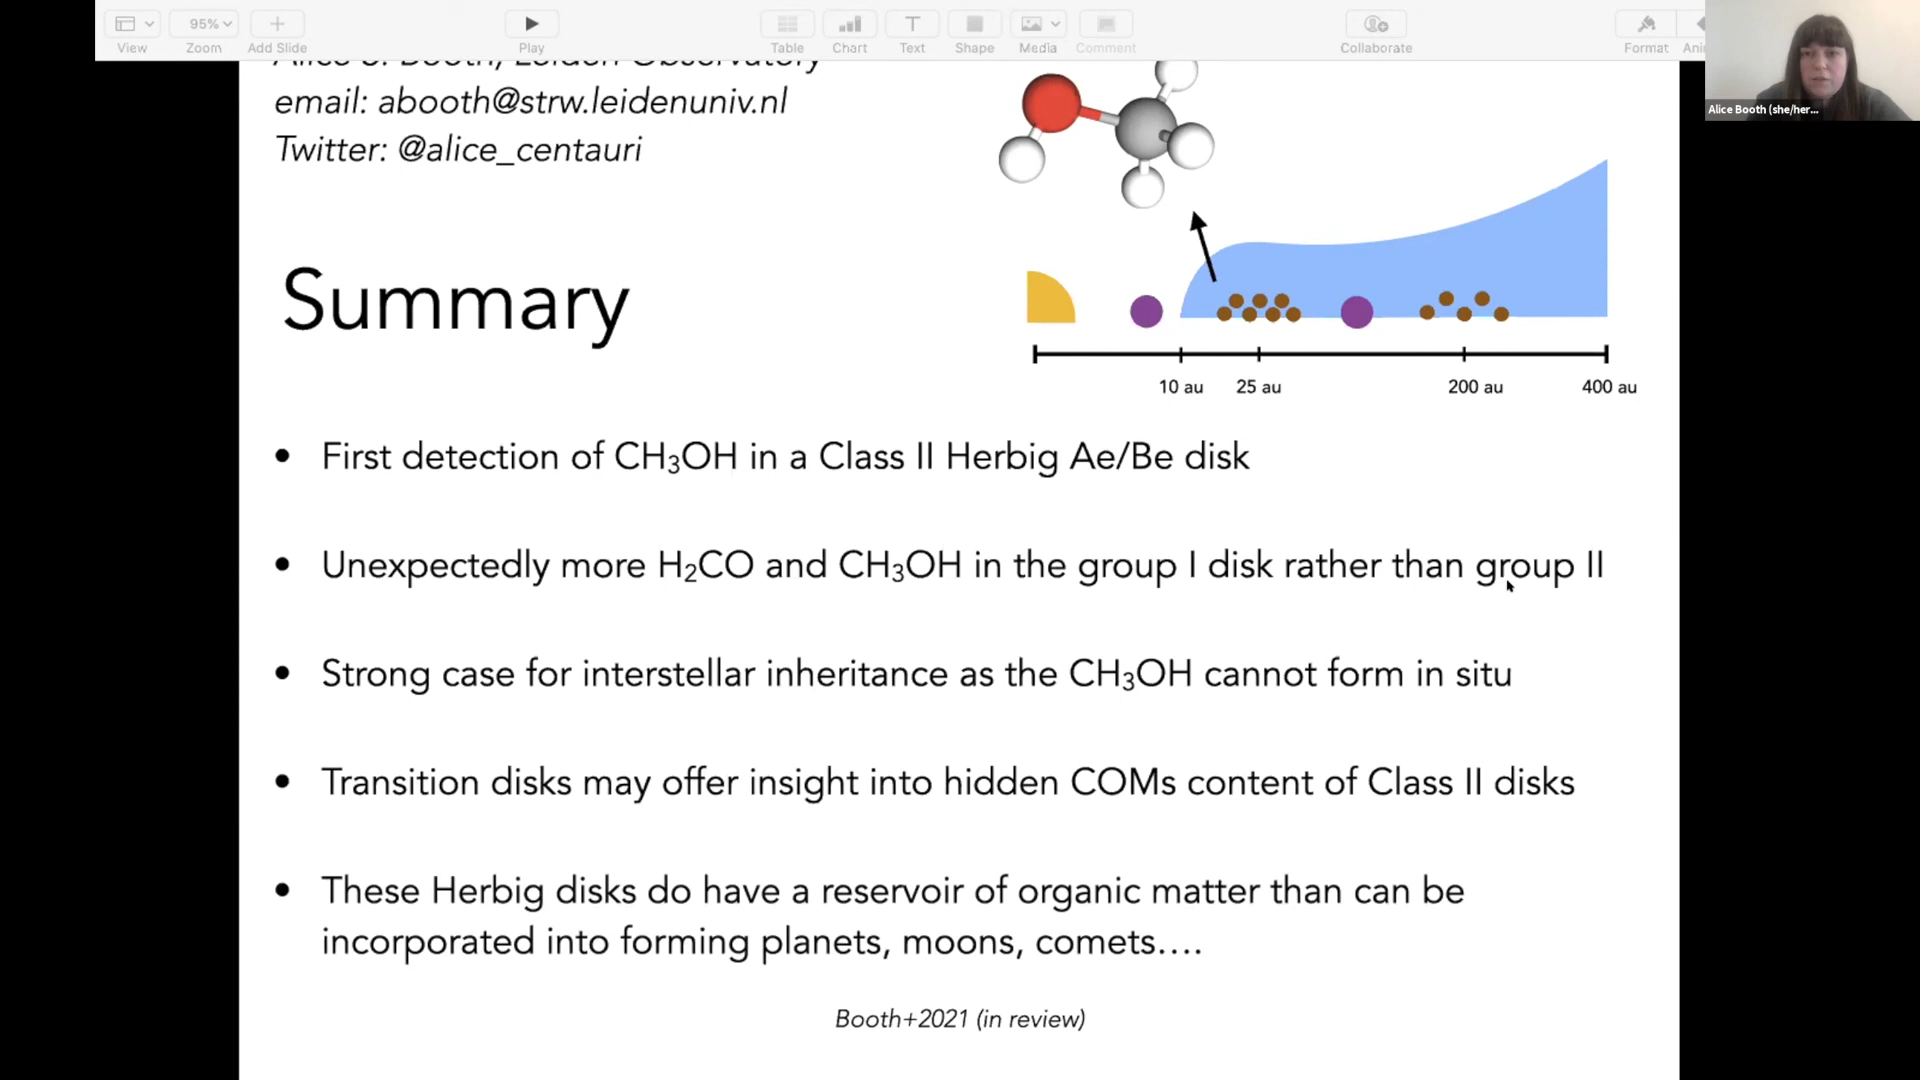 View
95%
Zoom
Add Slide
Play
Table
Chart
Text
Shape
Media
Comment
Collaborate
Format
Ani
Alice Booth (she/her...
Alice S. Booth, Leiden Observatory
email: abooth@strw.leidenuniv.nl
Twitter: @alice_centauri
Summary
10 au 25 au 200 au 400 au
• First detection of CH₃OH in a Class II Herbig Ae/Be disk
• Unexpectedly more H₂CO and CH₃OH in the group I disk rather than group II
• Strong case for interstellar inheritance as the CH₃OH cannot form in situ
• Transition disks may offer insight into hidden COMs content of Class II disks
• These Herbig disks do have a reservoir of organic matter than can be
incorporated into forming planets, moons, comets....
Booth+2021 (in review)